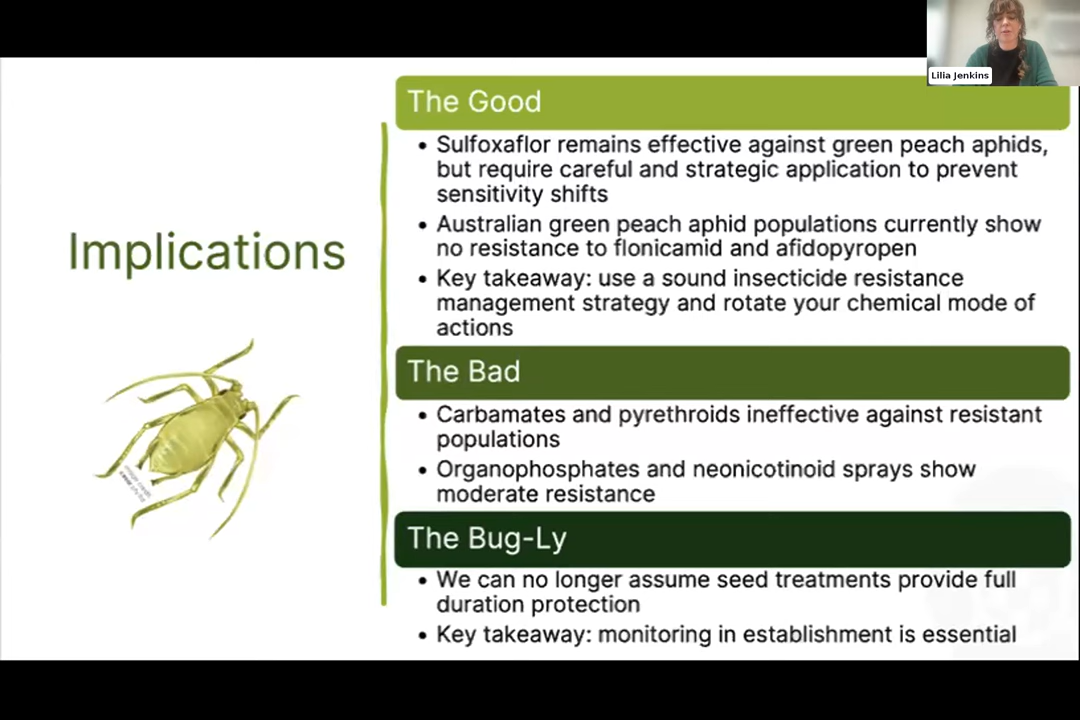 Lilia Jenkins
The Good
• Sulfoxaflor remains effective against green peach aphids,
but require careful and strategic application to prevent
sensitivity shifts
• Australian green peach aphid populations currently show
no resistance to flonicamid and afidopyropen
• Key takeaway: use a sound insecticide resistance
management strategy and rotate your chemical mode of
actions
Implications
The Bad
• Carbamates and pyrethroids ineffective against resistant
populations
• Organophosphates and neonicotinoid sprays show
moderate resistance
The Bug-Ly
• We can no longer assume seed treatments provide full
duration protection
• Key takeaway: monitoring in establishment is essential